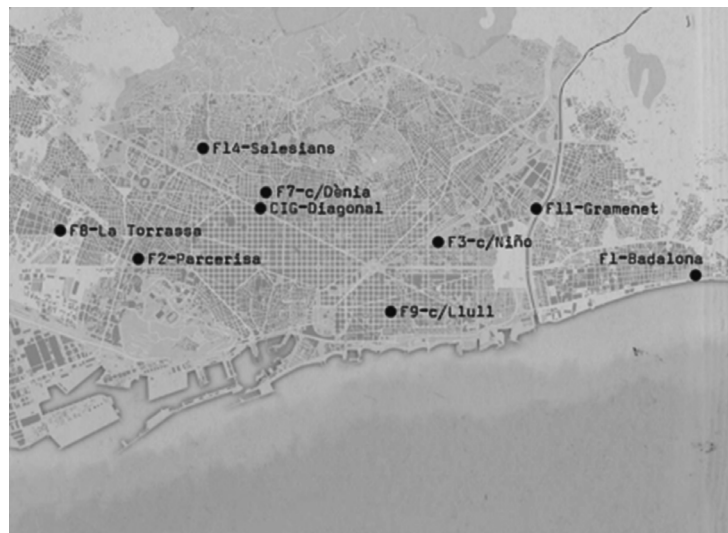 F14-Salesians
F7-c/Dènia
CIG-Diagonal
F11-Gramenet
F8-La Torrassa
F3-c/Niño
F2-Parcerisa
F1-Badalona
F9-c/Llull